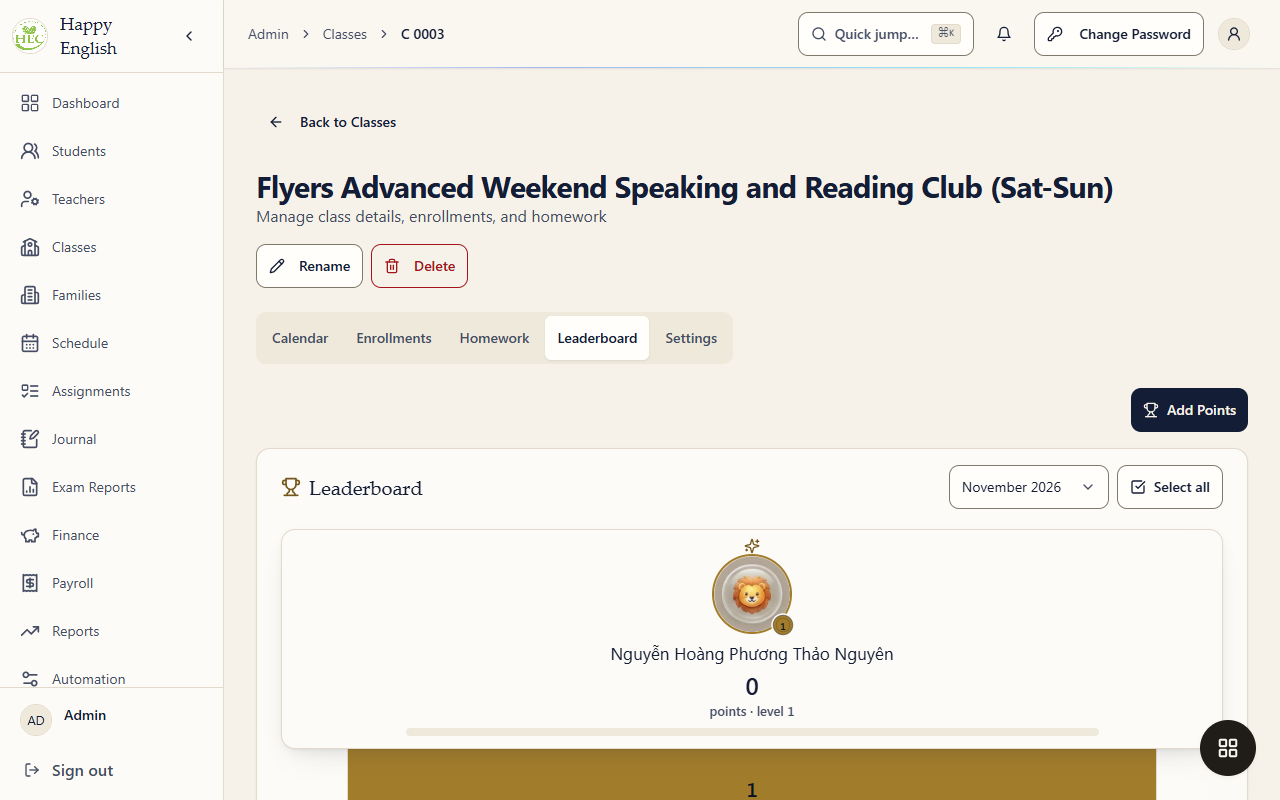 HEC
Happy
English
Admin
Classes
C 0003
Quick jump...
⌘K
Change Password
Dashboard
Students
Teachers
Classes
Families
Schedule
Assignments
Journal
Exam Reports
Finance
Payroll
Reports
Automation
AD
Admin
Sign out
Back to Classes
Flyers Advanced Weekend Speaking and Reading Club (Sat-Sun)
Manage class details, enrollments, and homework
Rename
Delete
Calendar
Enrollments
Homework
Leaderboard
Settings
Add Points
Leaderboard
November 2026
Select all
1
Nguyễn Hoàng Phương Thảo Nguyên
0
points · level 1
1